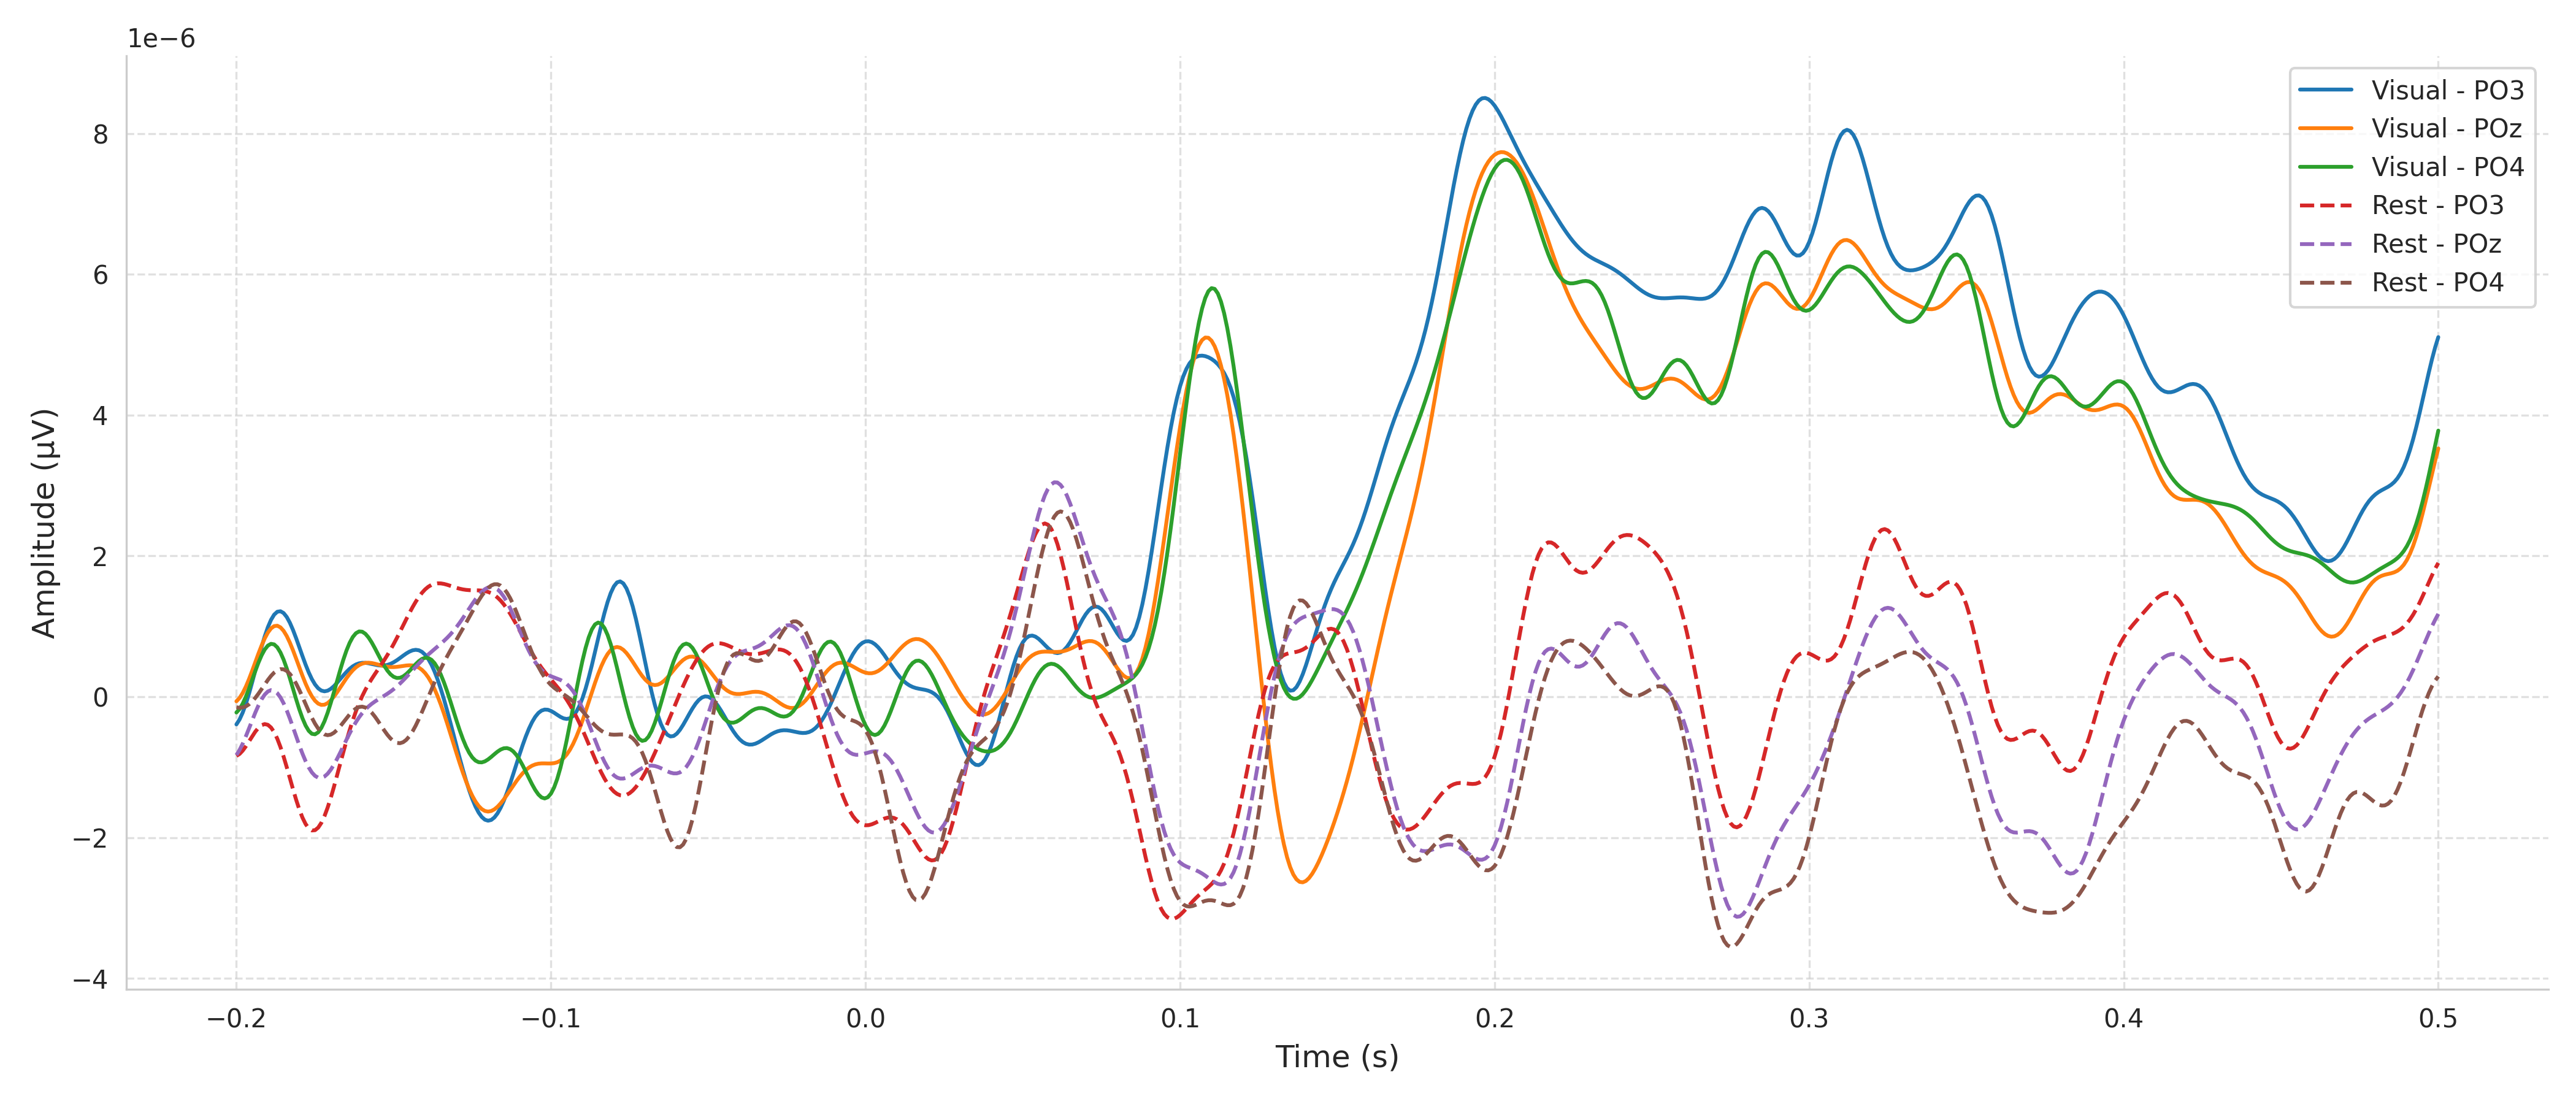 1e−6
8
6
4
2
0
−2
−4
Amplitude (µV)
−0.2
−0.1
0.0
0.1
0.2
0.3
0.4
0.5
Time (s)
Visual - PO3
Visual - POz
Visual - PO4
Rest - PO3
Rest - POz
Rest - PO4